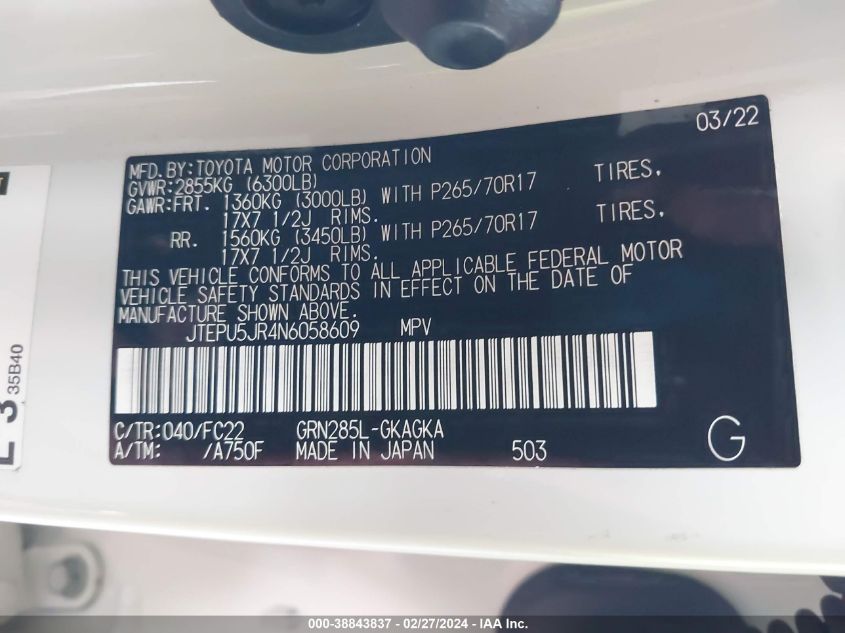 03/22
MFD.BY:TOYOTA MOTOR CORPORATION
GVWR:2855KG (6300LB)
GAWR:FRT. 1360KG (3000LB) WITH P265/70R17 TIRES,
17X7 1/2J RIMS.
RR. 1560KG (3450LB) WITH P265/70R17 TIRES,
17X7 1/2J RIMS.
THIS VEHICLE CONFORMS TO ALL APPLICABLE FEDERAL MOTOR
VEHICLE SAFETY STANDARDS IN EFFECT ON THE DATE OF
MANUFACTURE SHOWN ABOVE.
JTEPU5JR4N6058609 MPV
C/TR:040/FC22 GRN285L-GKAGKA
A/TM: /A750F MADE IN JAPAN 503 G
35B40
000-38843837 - 02/27/2024 - IAA Inc.